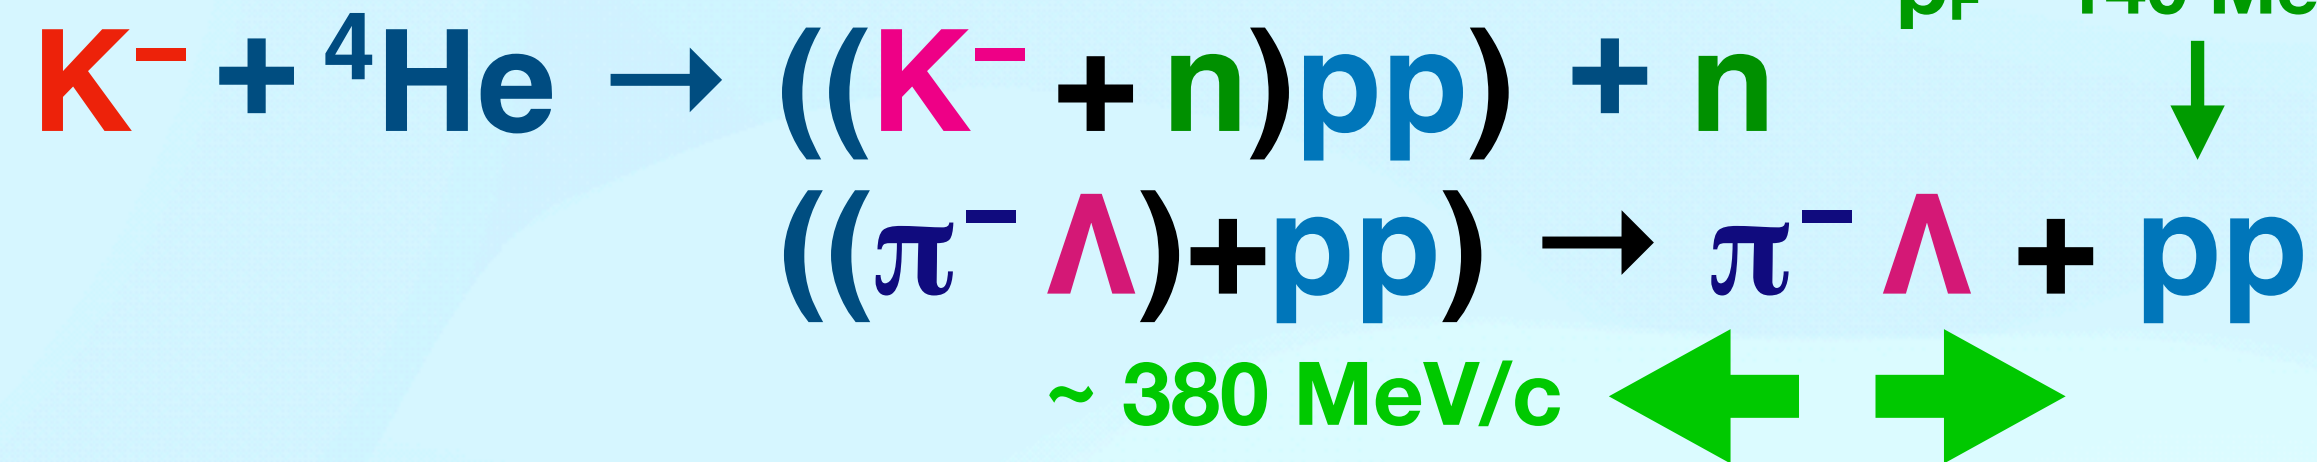 K⁻ + ⁴He → ((K⁻ + n)pp) + n
((π⁻ Λ)+pp) → π⁻ Λ + pp
~ 380 MeV/c